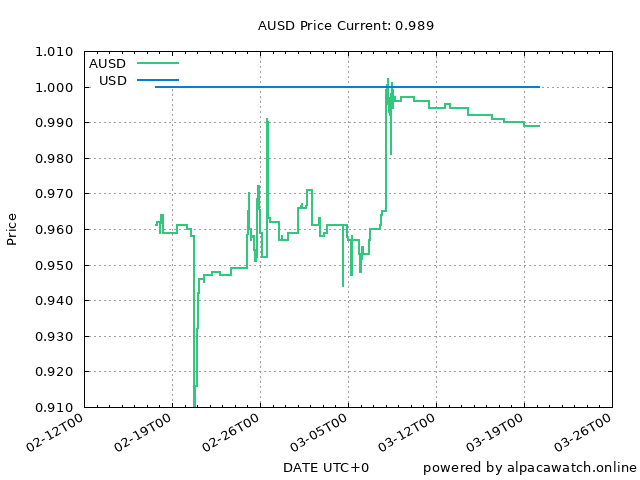 AUSD Price Current: 0.989
1.010
1.000
0.990
0.980
0.970
0.960
0.950
0.940
0.930
0.920
0.910
Price
AUSD
USD
02-12T00
02-19T00
02-26T00
03-05T00
03-12T00
03-19T00
03-26T00
DATE UTC+0
powered by alpacawatch.online